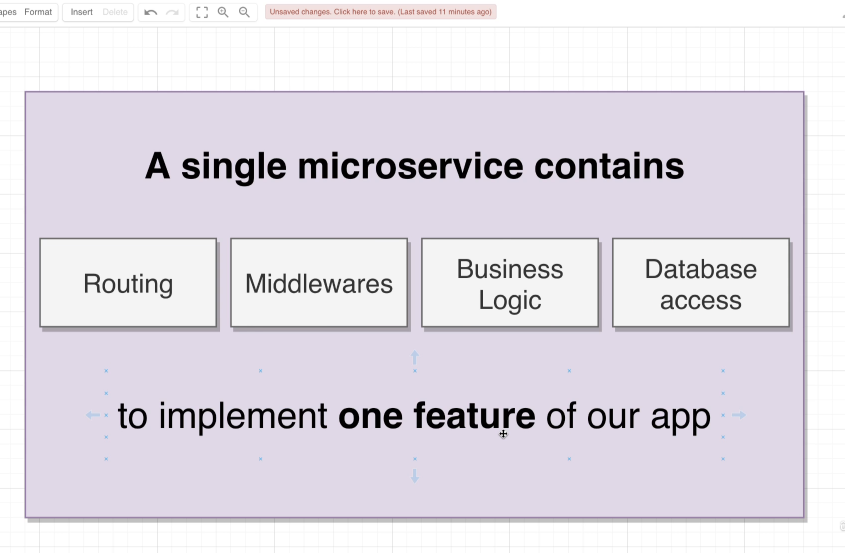 Format Insert Delete Unsaved changes. Click here to save. (Last saved 11 minutes ago)
A single microservice contains
Routing
Middlewares
Business
Logic
Database
access
to implement one feature of our app